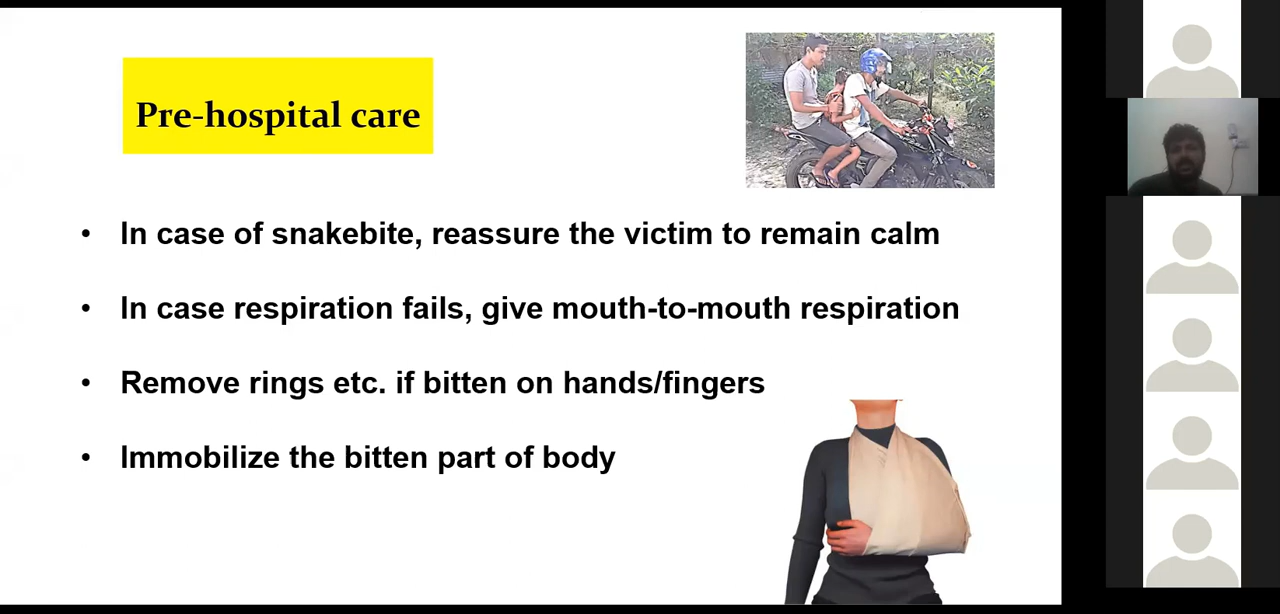 Pre-hospital care
• In case of snakebite, reassure the victim to remain calm
• In case respiration fails, give mouth-to-mouth respiration
• Remove rings etc. if bitten on hands/fingers
• Immobilize the bitten part of body